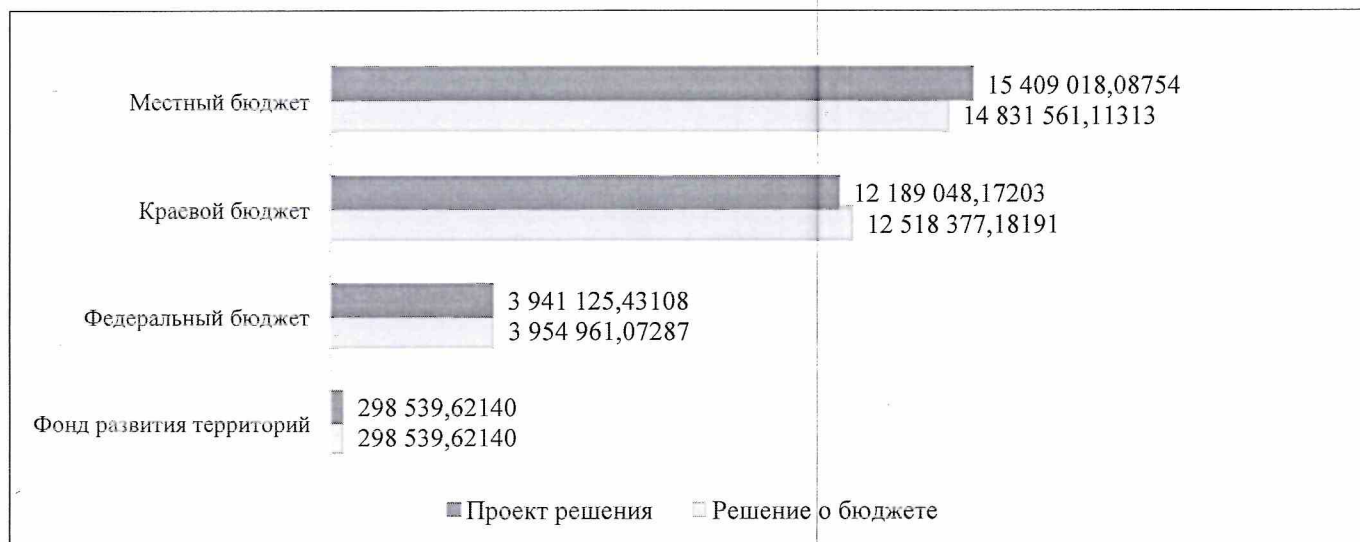 Местный бюджет
15 409 018,08754
14 831 561,11313
Краевой бюджет
12 189 048,17203
12 518 377,18191
Федеральный бюджет
3 941 125,43108
3 954 961,07287
Фонд развития территорий
298 539,62140
298 539,62140
Проект решения
Решение о бюджете